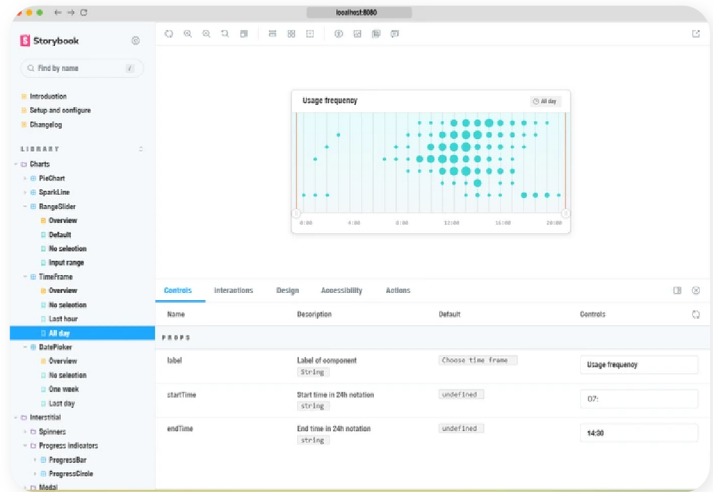 localhost:8080
Storybook
Find by name
/
Introduction
Setup and configure
Changelog
LIBRARY
Charts
PieChart
SparkLine
RangeSlider
Overview
Default
No selection
Input range
TimeFrame
Overview
No selection
Last hour
All day
DatePicker
Overview
No selection
One week
Last day
Interstitial
Spinners
Progress indicators
ProgressBar
ProgressCircle
Modal
Usage frequency
All day
0:00 4:00 8:00 12:00 16:00 20:00
Controls Interactions Design Accessibility Actions
Name Description Default Controls
PROPS
label Label of component Choose time frame Usage frequency
String
startTime Start time in 24h notation undefined 07:
string
endTime End time in 24h notation undefined 14:30
string